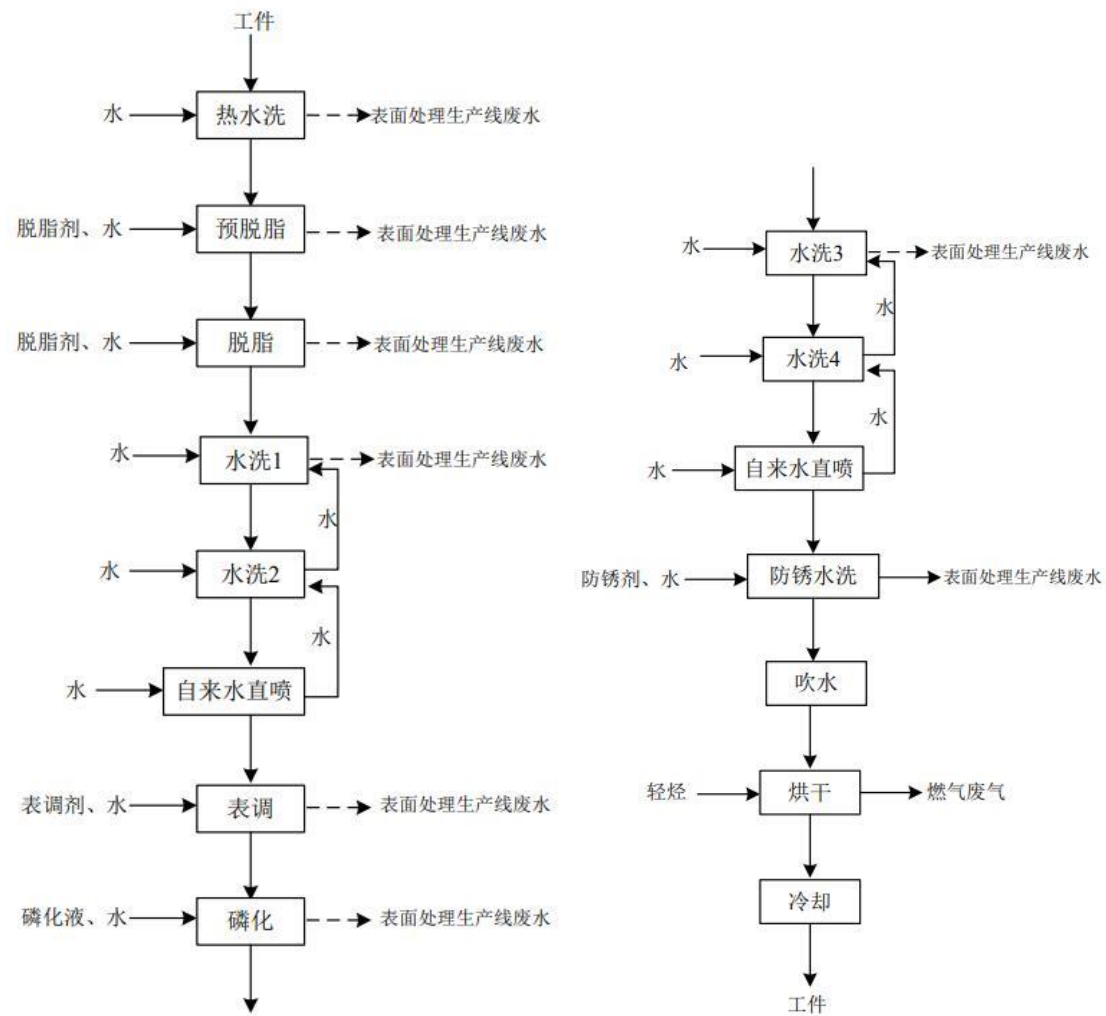 工件
水
热水洗
表面处理生产线废水
脱脂剂、水
预脱脂
表面处理生产线废水
脱脂剂、水
脱脂
表面处理生产线废水
水
水洗1
表面处理生产线废水
水
水
水洗2
水
水
自来水直喷
表调剂、水
表调
表面处理生产线废水
磷化液、水
磷化
表面处理生产线废水
水
水洗3
表面处理生产线废水
水
水
水洗4
水
水
自来水直喷
防锈剂、水
防锈水洗
表面处理生产线废水
吹水
轻烃
烘干
燃气废气
冷却
工件